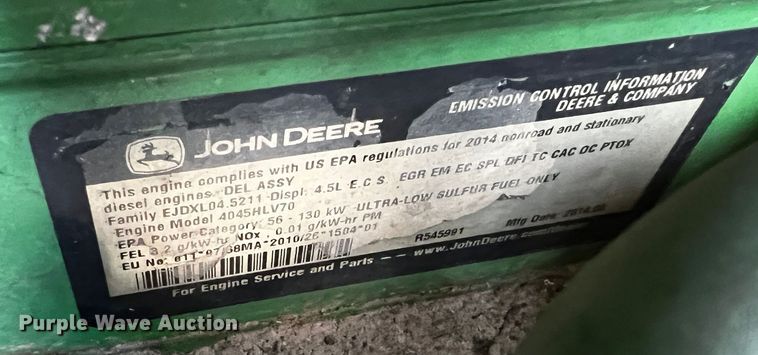 EMISSION CONTROL INFORMATION
DEERE & COMPANY
JOHN DEERE
This engine complies with US EPA regulations for 2014 nonroad and stationary
diesel engines. DEL ASSY
Family EJDXL04.5211 Displ: 4.5L E.C.S. EGR EM EC SPL DFI TC CAC OC PTOX
Engine Model 4045HLV70
EPA Power Category: 56 - 130 kW ULTRA-LOW SULFUR FUEL ONLY
FEL 3.2 g/kW-hr NOX 0.01 g/kW-hr PM
EU No:
R545991 Mfg Date:
For Engine Service and Parts - - www.JohnDeere.com
Purple Wave Auction